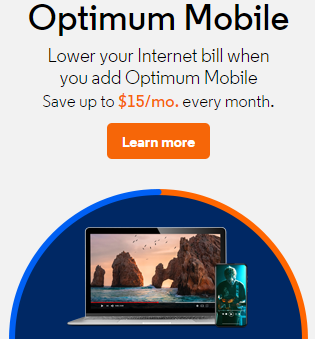 Optimum Mobile
Lower your Internet bill when
you add Optimum Mobile
Save up to $15/mo. every month.
Learn more